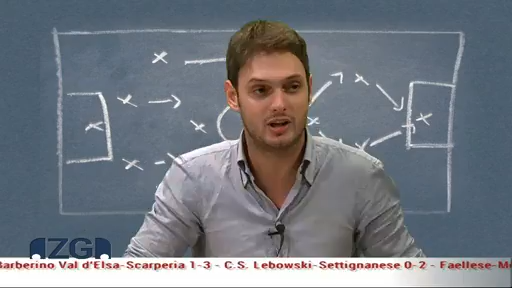 ZG
Barberino Val d'Elsa-Scarperia 1-3 - C.S. Lebowski-Settignanese 0-2 - Faellese-M